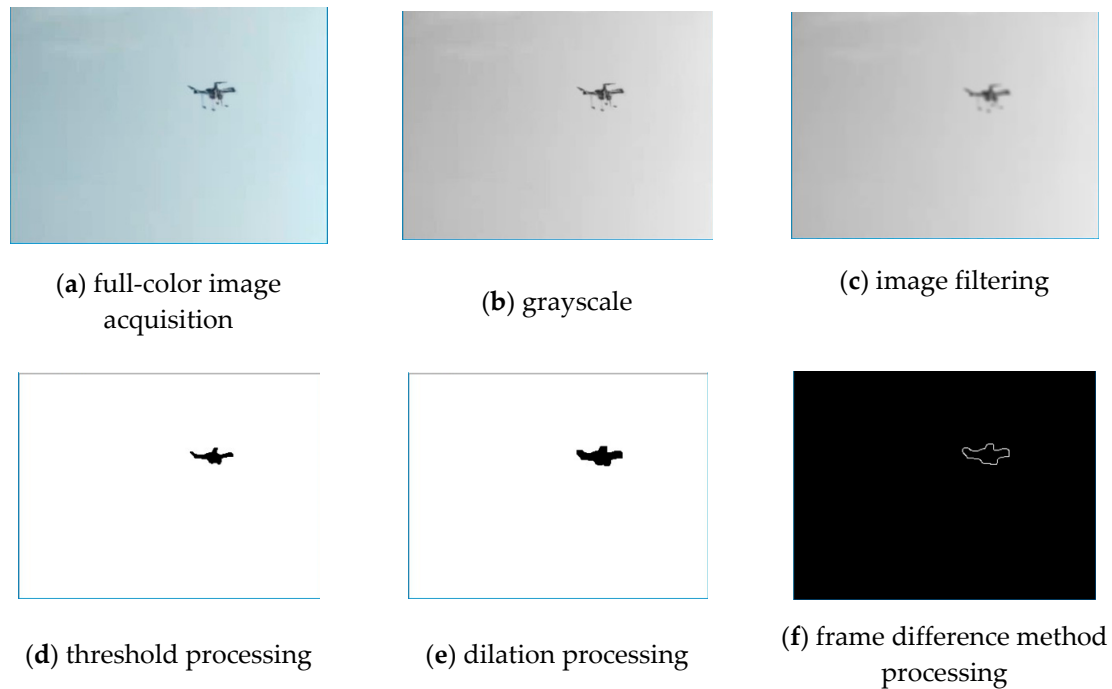 (a) full-color image
acquisition
(b) grayscale
(c) image filtering
(d) threshold processing
(e) dilation processing
(f) frame difference method
processing